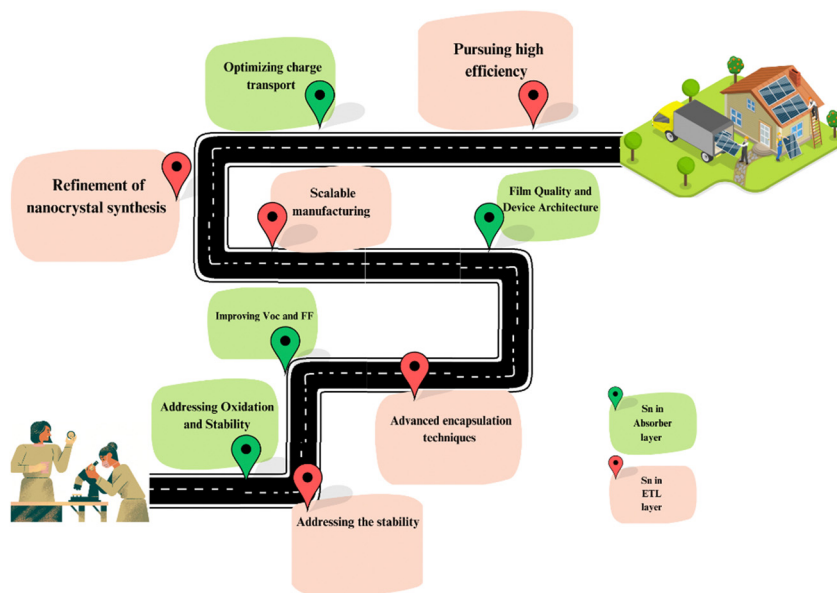 Pursuing high
efficiency
Optimizing charge
transport
Refinement of
nanocrystal synthesis
Scalable
manufacturing
Film Quality and
Device Architecture
Improving Voc and FF
Addressing Oxidation
and Stability
Advanced encapsulation
techniques
Addressing the stability
Sn in
Absorber
layer
Sn in
ETL
layer